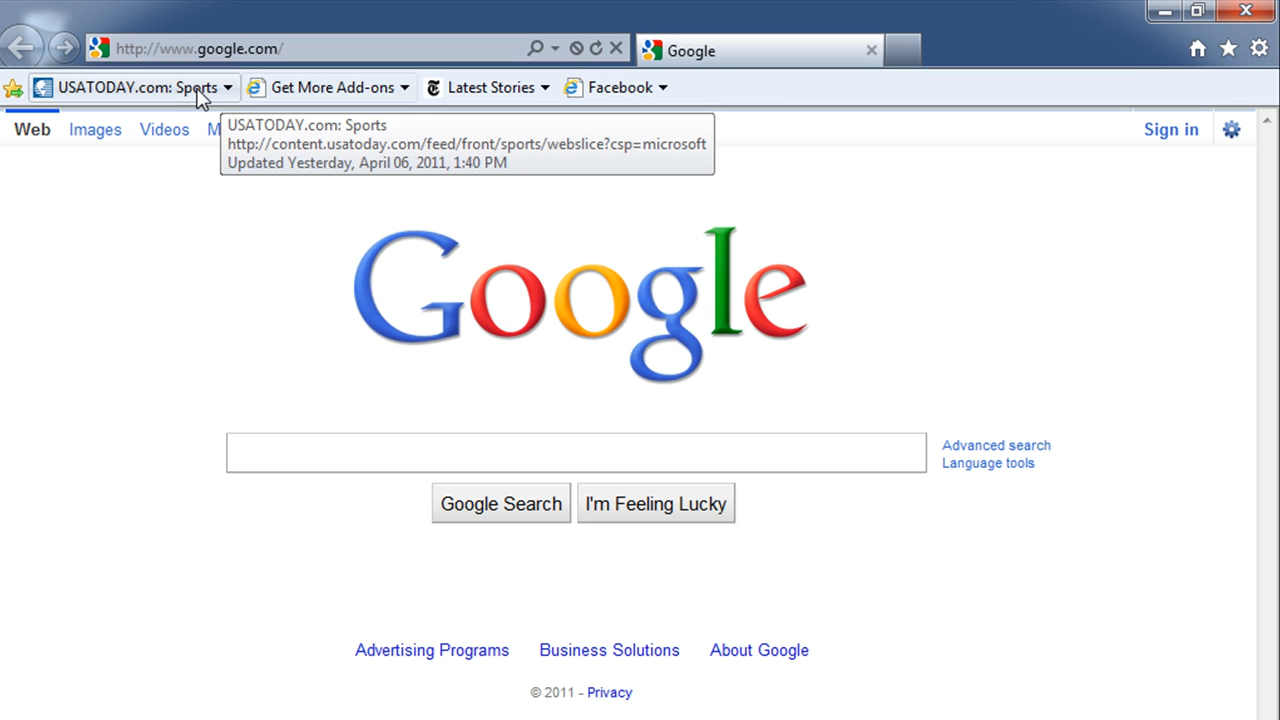 http://www.google.com/
Google
USATODAY.com: Sports
Get More Add-ons
Latest Stories
Facebook
Web
Images
Videos
M
Sign in
USATODAY.com: Sports
http://content.usatoday.com/feed/front/sports/webslice?csp=microsoft
Updated Yesterday, April 06, 2011, 1:40 PM
Google
Advanced search
Language tools
Google Search
I'm Feeling Lucky
Advertising Programs
Business Solutions
About Google
© 2011 - Privacy